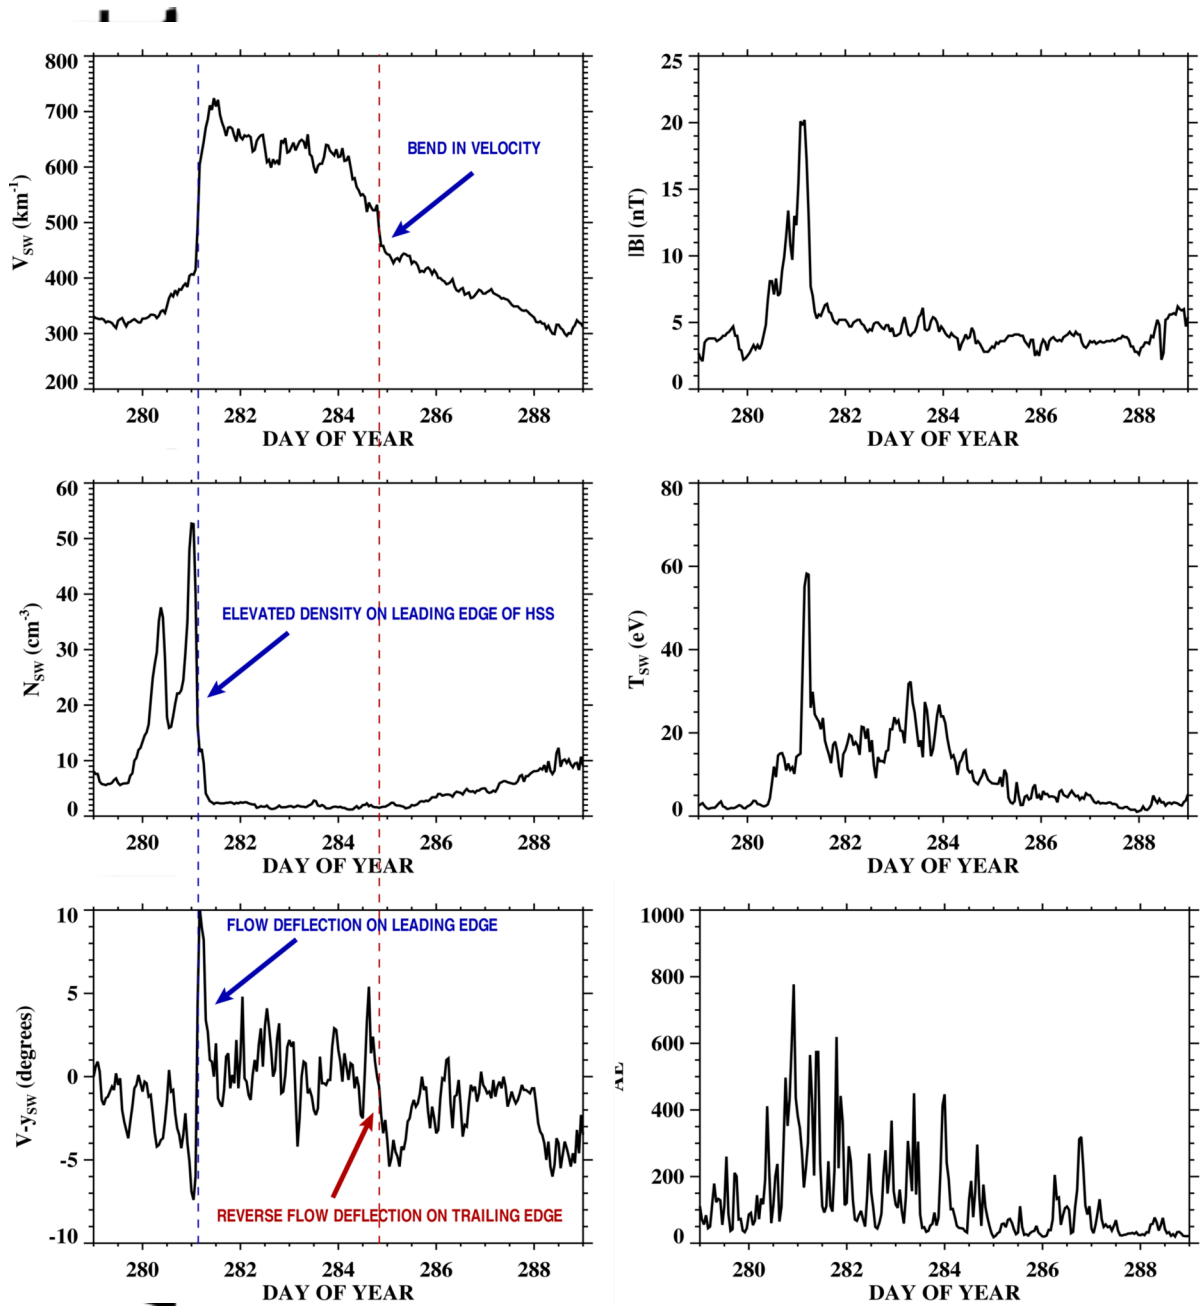 800
700
600
500
400
300
200
V_SW (km^-1)
BEND IN VELOCITY
280 282 284 286 288
DAY OF YEAR
25
20
15
10
5
0
|B| (nT)
280 282 284 286 288
DAY OF YEAR
60
50
40
30
20
10
0
N_SW (cm^-3)
ELEVATED DENSITY ON LEADING EDGE OF HSS
280 282 284 286 288
DAY OF YEAR
80
60
40
20
0
T_SW (eV)
280 282 284 286 288
DAY OF YEAR
10
5
0
-5
-10
V-y_SW (degrees)
FLOW DEFLECTION ON LEADING EDGE
REVERSE FLOW DEFLECTION ON TRAILING EDGE
280 282 284 286 288
DAY OF YEAR
1000
800
600
400
200
0
AE
280 282 284 286 288
DAY OF YEAR